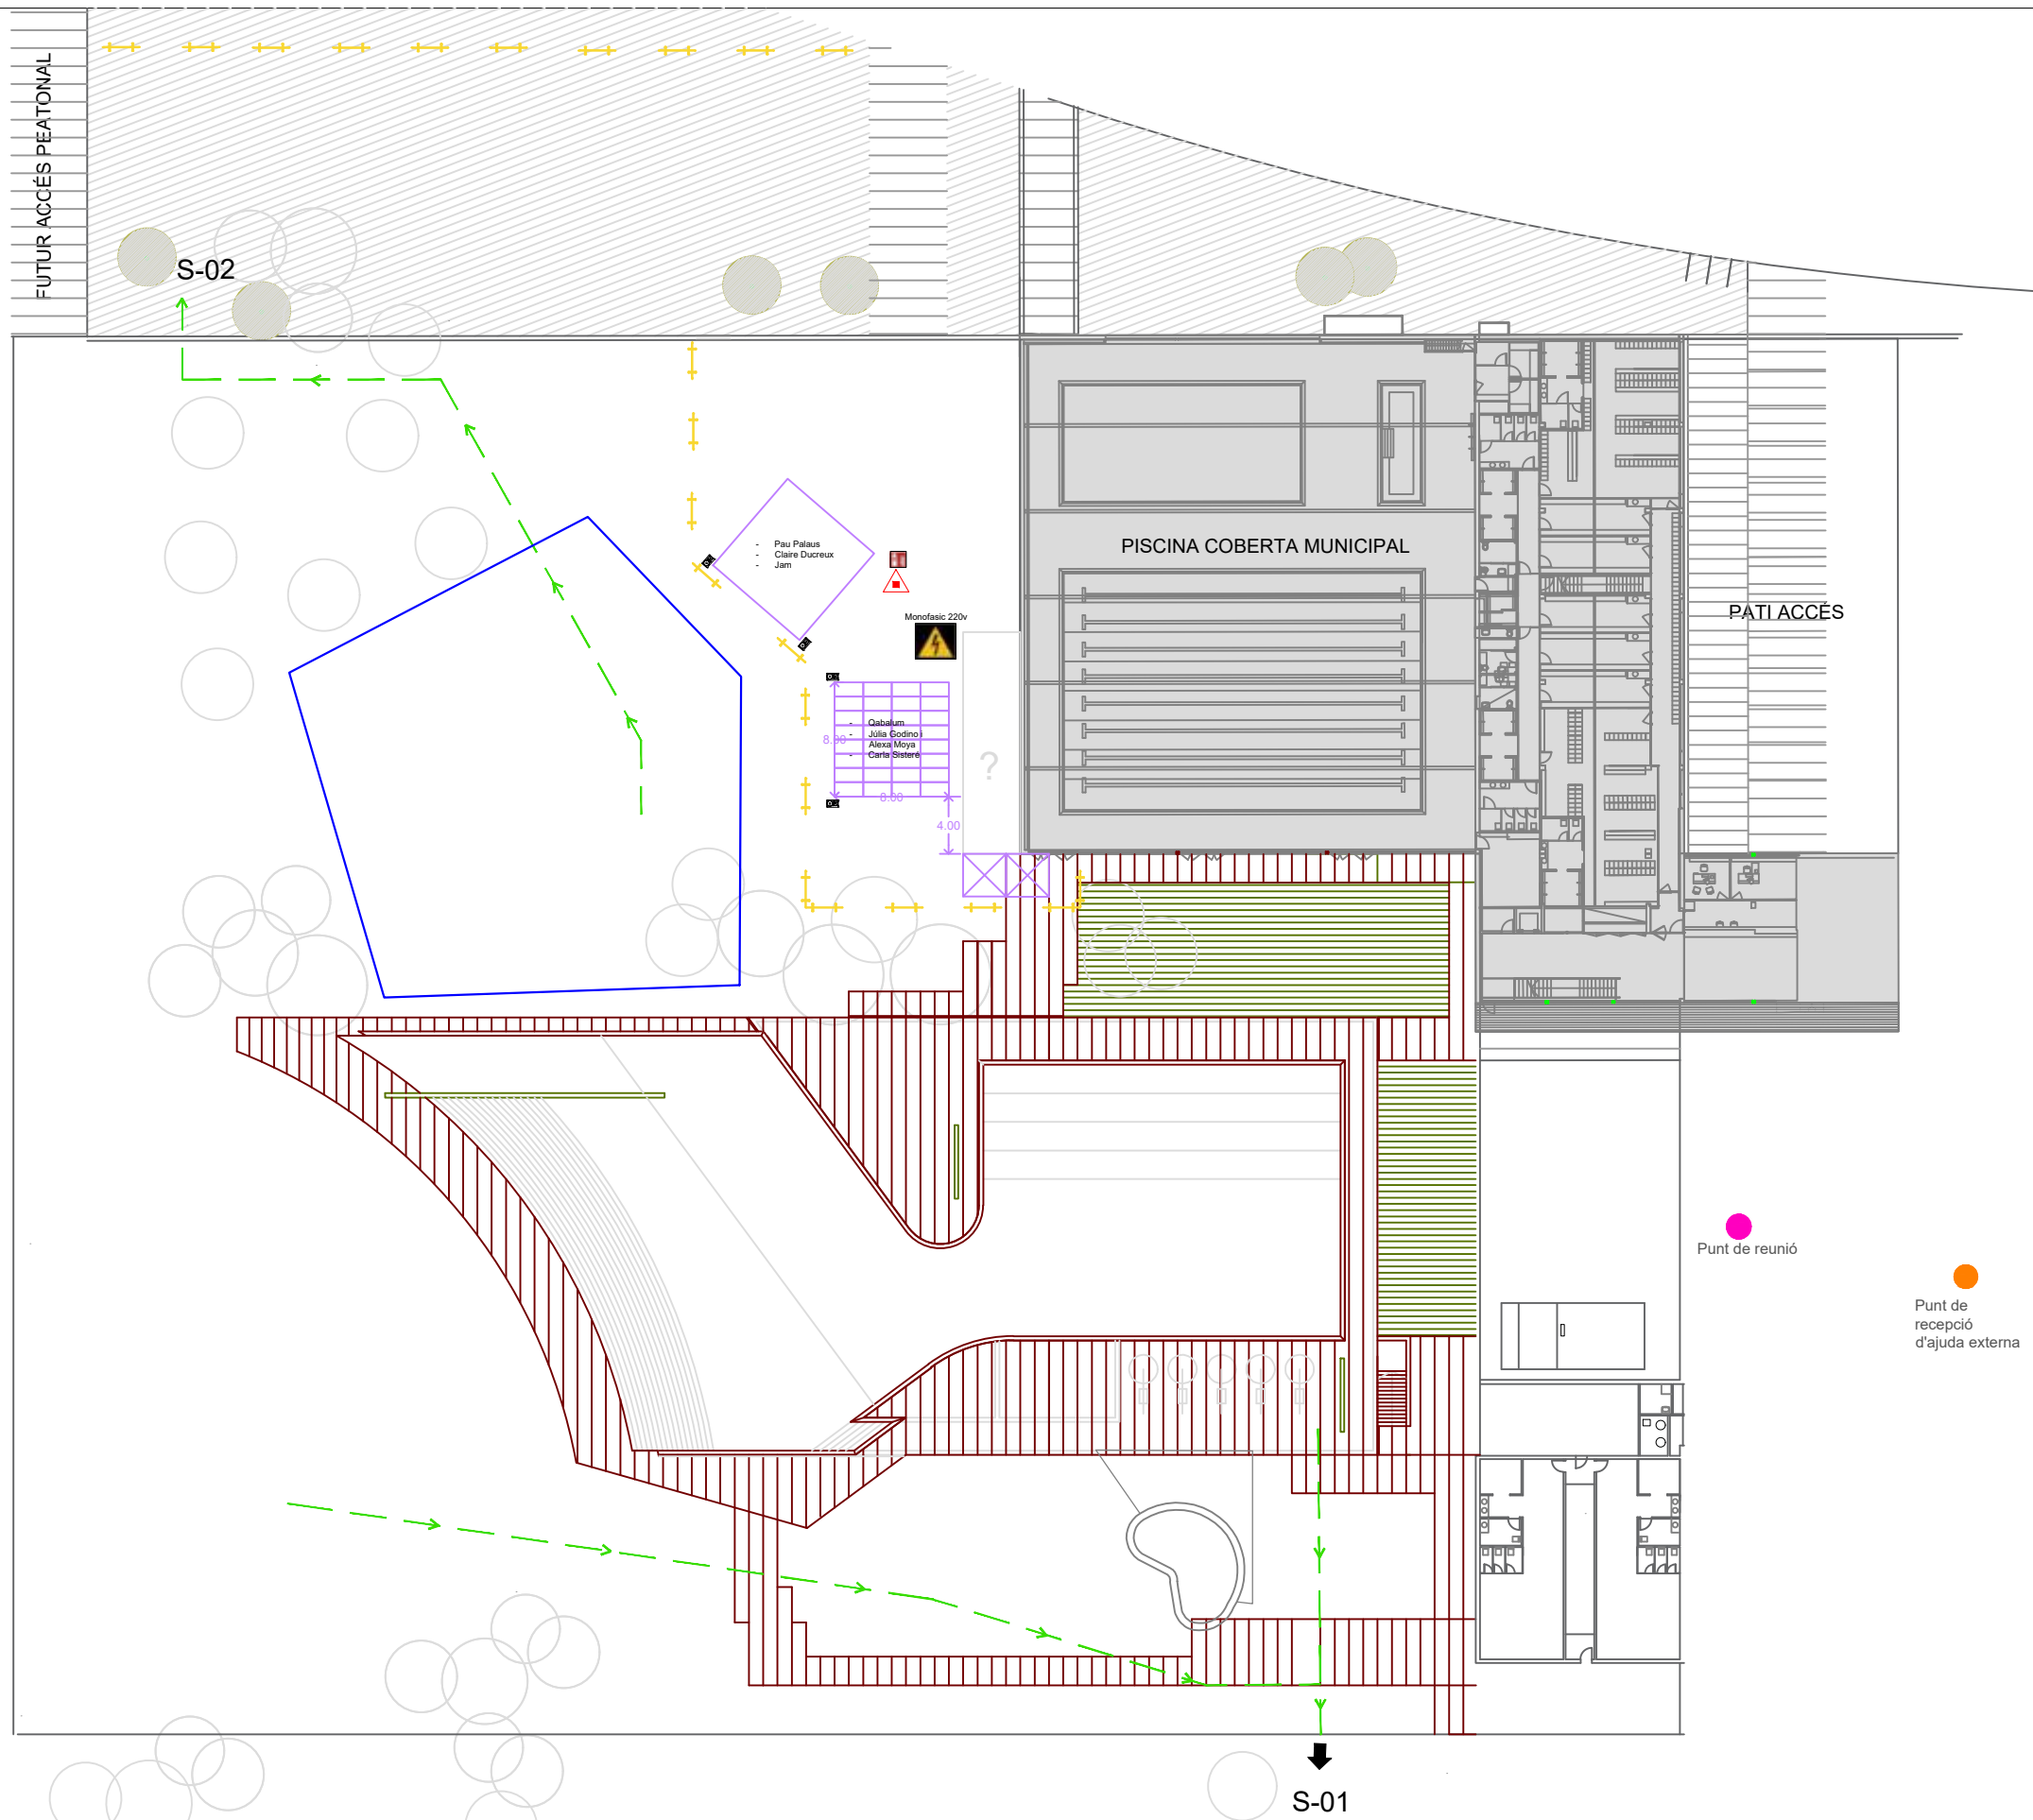 FUTUR ACCÉS PEATONAL
S-02
- Pau Palaus
- Claire Ducreux
- Jam
PISCINA COBERTA MUNICIPAL
Monofasic 220v
PATI ACCÉS
- Qabalum
- Júlia Godino i
Alexa Moya
- Carla Sisteré
8.00
8.00
4.00
?
Punt de reunió
Punt de
recepció
d'ajuda externa
S-01